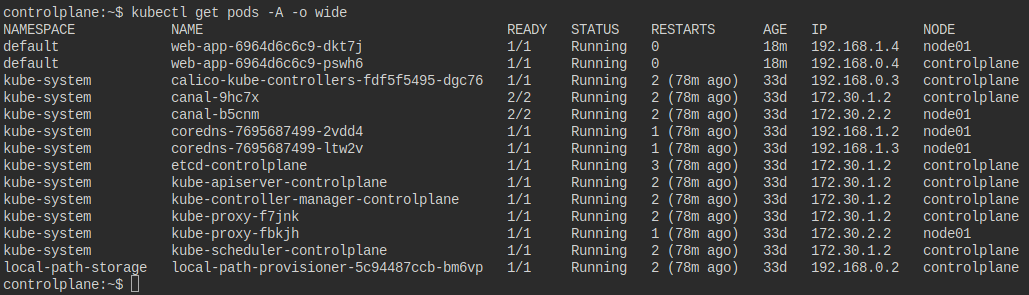 controlplane:~$ kubectl get pods -A -o wide
NAMESPACE            NAME                                      READY   STATUS    RESTARTS      AGE   IP            NODE
default              web-app-6964d6c6c9-dkt7j                  1/1     Running   0             18m   192.168.1.4   node01
default              web-app-6964d6c6c9-pswh6                  1/1     Running   0             18m   192.168.0.4   controlplane
kube-system          calico-kube-controllers-fdf5f5495-dgc76   1/1     Running   2 (78m ago)   33d   192.168.0.3   controlplane
kube-system          canal-9hc7x                               2/2     Running   2 (78m ago)   33d   172.30.1.2    controlplane
kube-system          canal-b5cnm                               2/2     Running   2 (78m ago)   33d   172.30.2.2    node01
kube-system          coredns-7695687499-2vdd4                  1/1     Running   1 (78m ago)   33d   192.168.1.2   node01
kube-system          coredns-7695687499-ltw2v                  1/1     Running   1 (78m ago)   33d   192.168.1.3   node01
kube-system          etcd-controlplane                         1/1     Running   3 (78m ago)   33d   172.30.1.2    controlplane
kube-system          kube-apiserver-controlplane               1/1     Running   2 (78m ago)   33d   172.30.1.2    controlplane
kube-system          kube-controller-manager-controlplane      1/1     Running   2 (78m ago)   33d   172.30.1.2    controlplane
kube-system          kube-proxy-f7jnk                          1/1     Running   2 (78m ago)   33d   172.30.1.2    controlplane
kube-system          kube-proxy-fbkjh                          1/1     Running   1 (78m ago)   33d   172.30.2.2    node01
kube-system          kube-scheduler-controlplane               1/1     Running   2 (78m ago)   33d   172.30.1.2    controlplane
local-path-storage   local-path-provisioner-5c94487ccb-bm6vp   1/1     Running   2 (78m ago)   33d   192.168.0.2   controlplane
controlplane:~$